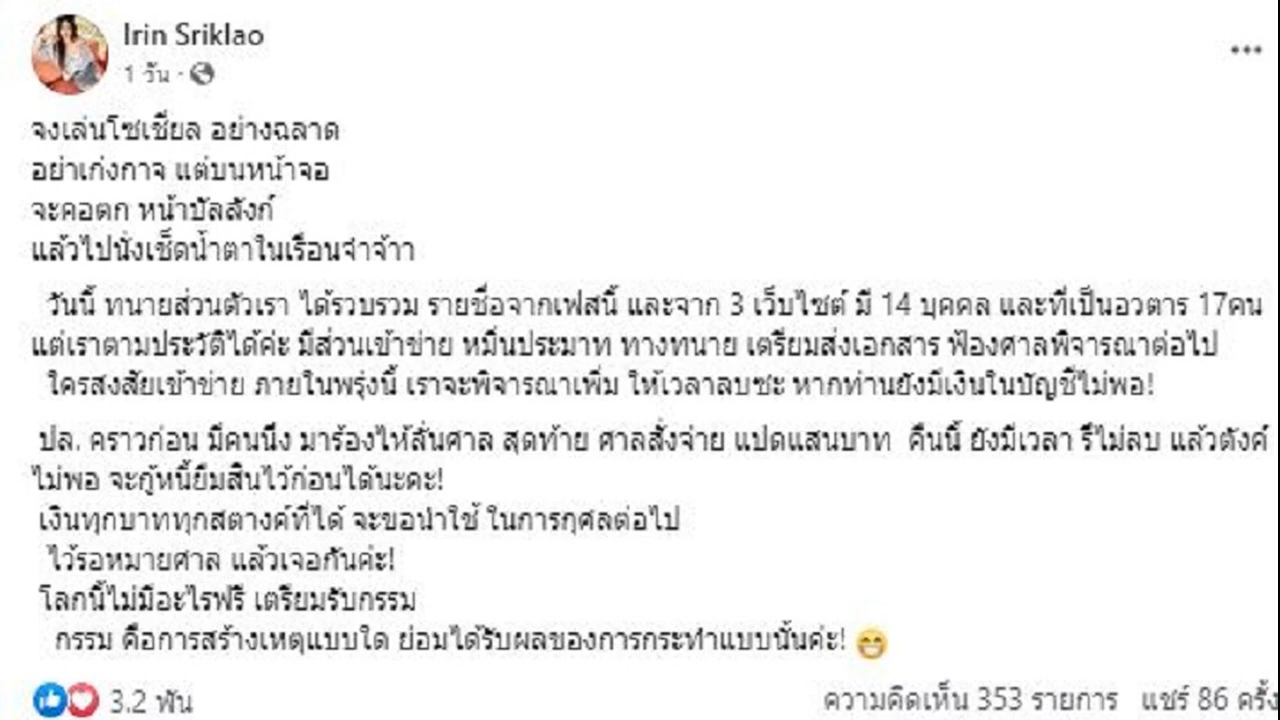 Irin Sriklao
1 วัน ·
จงเล่นโซเชี่ยล อย่างฉลาด
อย่าเก่งกาจ แต่บนหน้าจอ
จะคอตก หน้าบัลลังก์
แล้วไปนั่งเช็ดน้ำตาในเรือนจำจ้าา
วันนี้ ทนายส่วนตัวเรา ได้รวบรวม รายชื่อจากเฟสนี้ และจาก 3 เว็บไซต์ มี 14 บุคคล และที่เป็นอวตาร 17คน
แต่เราตามประวัติได้ค่ะ มีส่วนเข้าข่าย หมิ่นประมาท ทางทนาย เตรียมส่งเอกสาร ฟ้องศาลพิจารณาต่อไป
ใครสงสัยเข้าข่าย ภายในพรุ่งนี้ เราจะพิจารณาเพิ่ม ให้เวลาลบซะ หากท่านยังมีเงินในบัญชีไม่พอ!
ปล. คราวก่อน มีคนนึง มาร้องไห้ลั่นศาล สุดท้าย ศาลสั่งจ่าย แปดแสนบาท คืนนี้ ยังมีเวลา รีไม่ลบ แล้วตังค์
ไม่พอ จะกู้หนี้ยืมสินไว้ก่อนได้นะคะ!
เงินทุกบาททุกสตางค์ที่ได้ จะขอนำใช้ ในการกุศลต่อไป
ไว้รอหมายศาล แล้วเจอกันค่ะ!
โลกนี้ไม่มีอะไรฟรี เตรียมรับกรรม
กรรม คือการสร้างเหตุแบบใด ย่อมได้รับผลของการกระทำแบบนั้นค่ะ! 😁
3.2 พัน ความคิดเห็น 353 รายการ แชร์ 86 ครั้ง